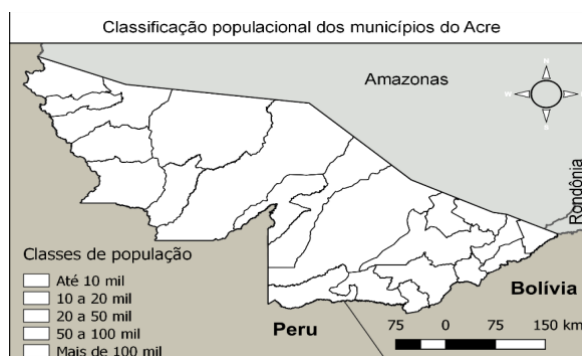 Classificação populacional dos municípios do Acre
Amazonas
Rondônia
Classes de população
Até 10 mil
10 a 20 mil
20 a 50 mil
50 a 100 mil
Mais de 100 mil
Peru
Bolívia
75 0 75 150 km